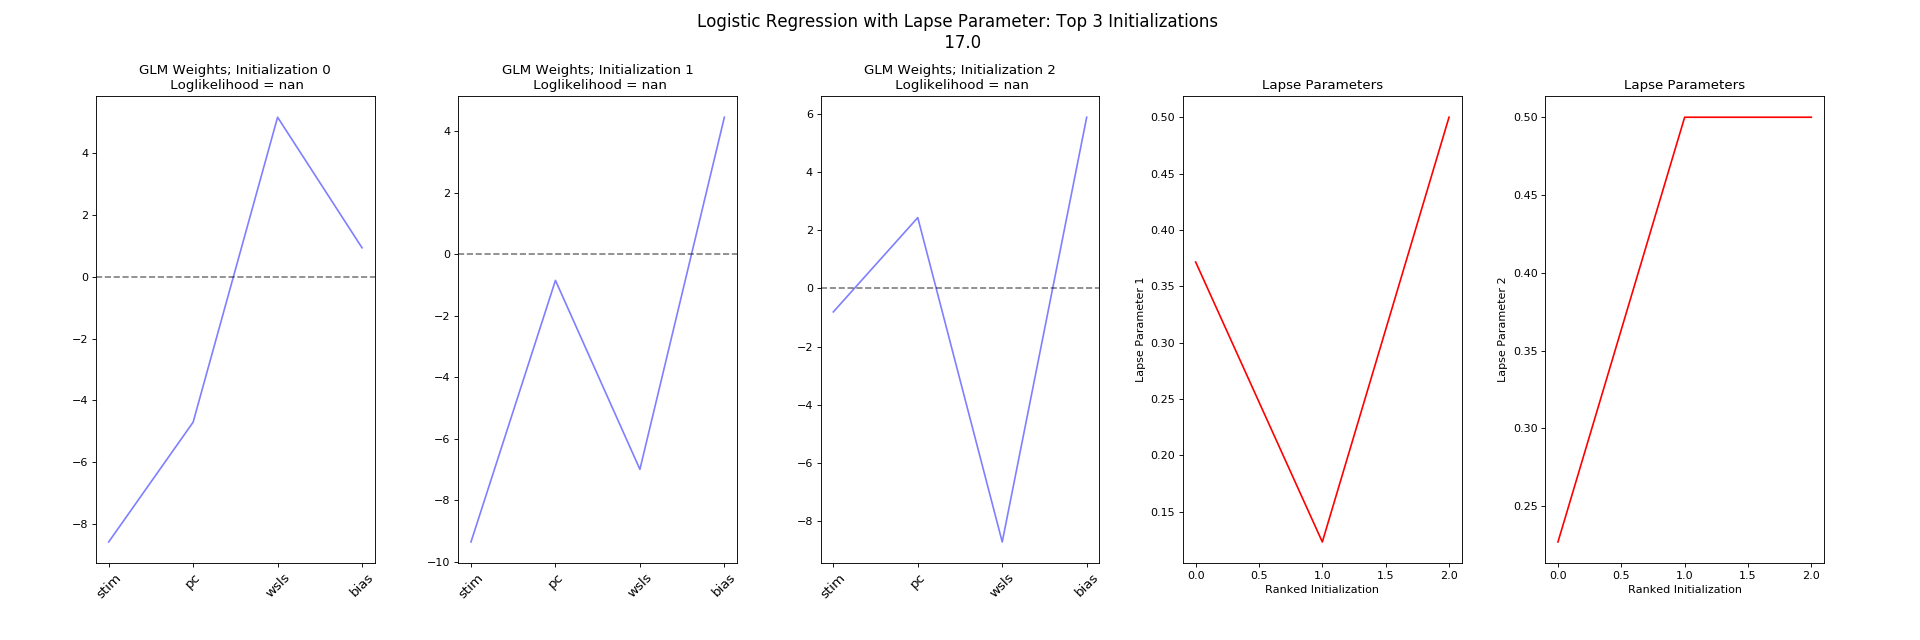 Logistic Regression with Lapse Parameter: Top 3 Initializations
17.0
GLM Weights; Initialization 0
Loglikelihood = nan
4
2
0
−2
−4
−6
−8
stim
pc
wsls
bias
GLM Weights; Initialization 1
Loglikelihood = nan
4
2
0
−2
−4
−6
−8
−10
stim
pc
wsls
bias
GLM Weights; Initialization 2
Loglikelihood = nan
6
4
2
0
−2
−4
−6
−8
stim
pc
wsls
bias
Lapse Parameters
Lapse Parameter 1
0.50
0.45
0.40
0.35
0.30
0.25
0.20
0.15
0.0 0.5 1.0 1.5 2.0
Ranked Initialization
Lapse Parameters
Lapse Parameter 2
0.50
0.45
0.40
0.35
0.30
0.25
0.0 0.5 1.0 1.5 2.0
Ranked Initialization